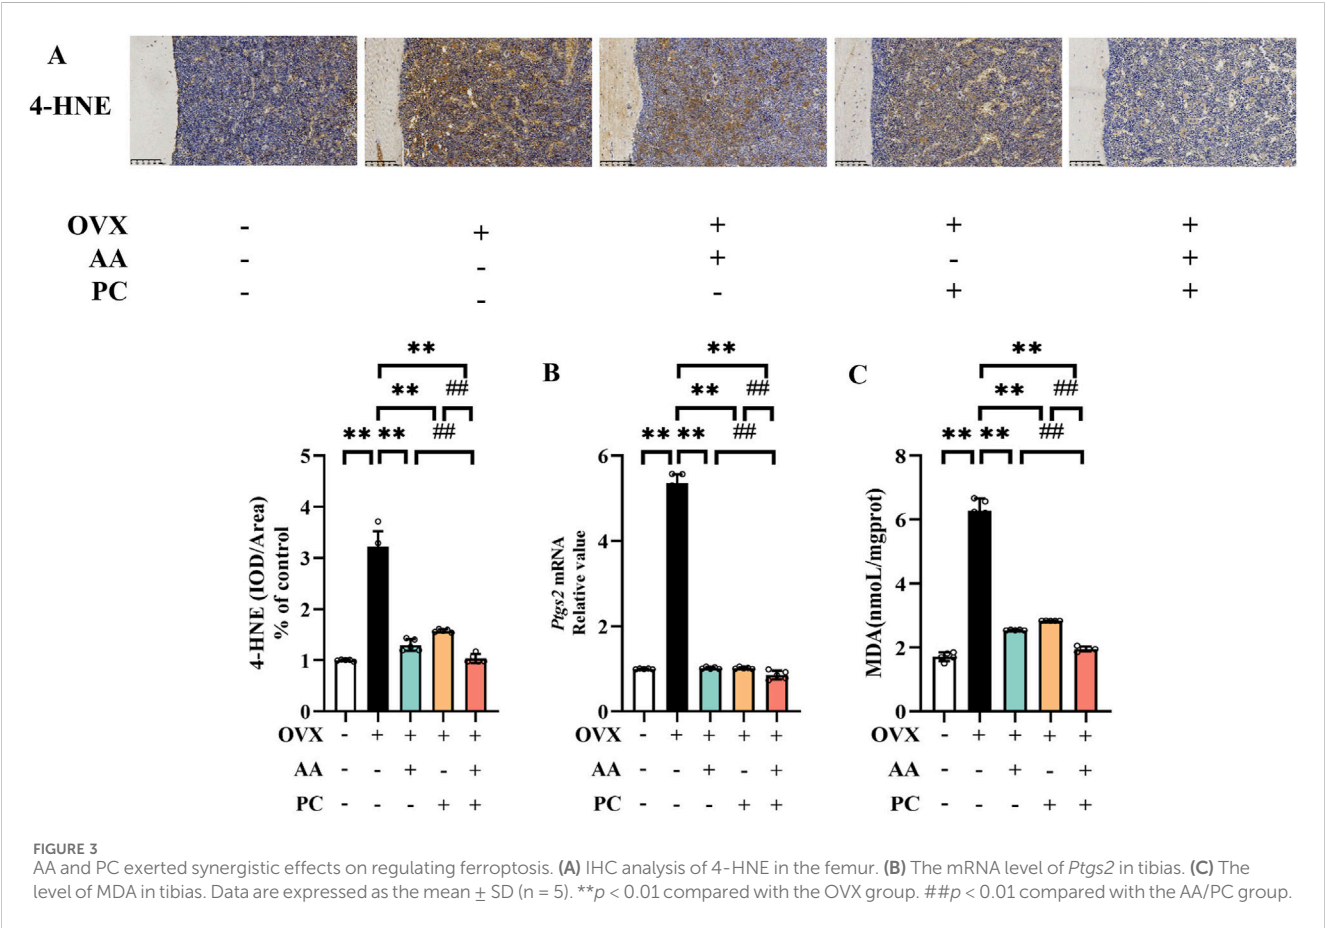 A
4-HNE
OVX - + + + +
AA - - + - +
PC - - - + +
** ** **
** ## B ** ## C ** ##
** ** ## ** ** ## ** ** ##
4-HNE (IOD/Area)
% of control
5
4
3
2
1
0
OVX - + + + +
AA - - + - +
PC - - - + +
Ptgs2 mRNA
Relative value
6
4
2
0
OVX - + + + +
AA - - + - +
PC - - - + +
MDA(nmoL/mgprot)
8
6
4
2
0
OVX - + + + +
AA - - + - +
PC - - - + +
FIGURE 3
AA and PC exerted synergistic effects on regulating ferroptosis. (A) IHC analysis of 4-HNE in the femur. (B) The mRNA level of Ptgs2 in tibias. (C) The
level of MDA in tibias. Data are expressed as the mean ± SD (n = 5). **p < 0.01 compared with the OVX group. ##p < 0.01 compared with the AA/PC group.